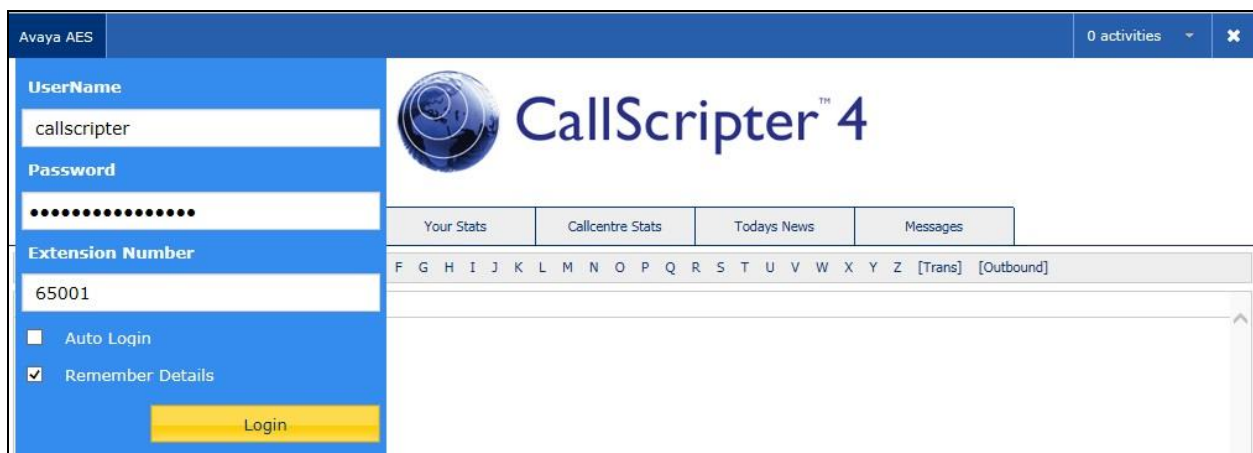 Avaya AES
0 activities
UserName
callscripter
CallScripter™ 4
Password
••••••••••••••••
Your Stats
Callcentre Stats
Todays News
Messages
Extension Number
F G H I J K L M N O P Q R S T U V W X Y Z [Trans] [Outbound]
65001
Auto Login
Remember Details
Login